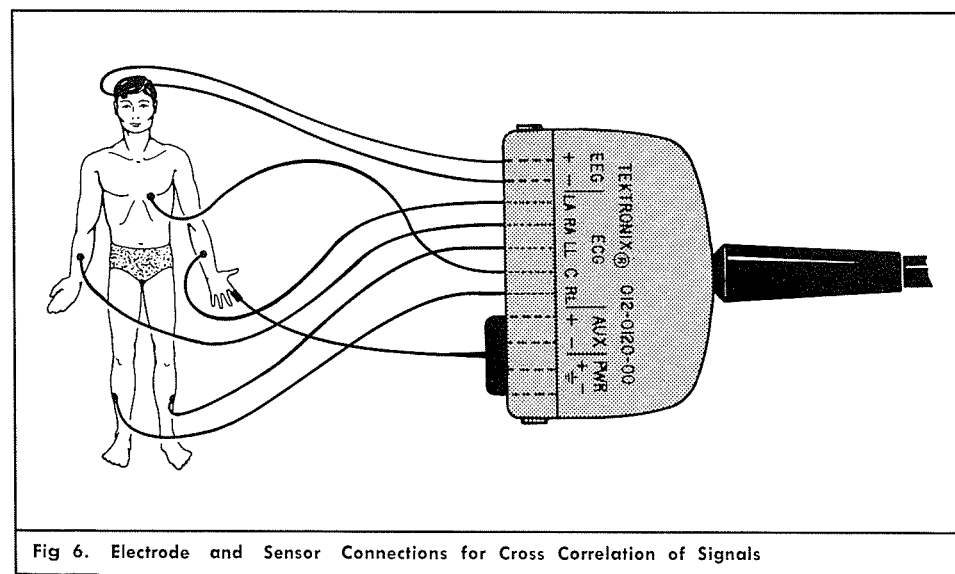 TEKTRONIX® 012-0120-00
EEG ECG AUX PWR
+ -|LA RA LL C RL|+ -|+ ⏚ -
Fig 6. Electrode and Sensor Connections for Cross Correlation of Signals